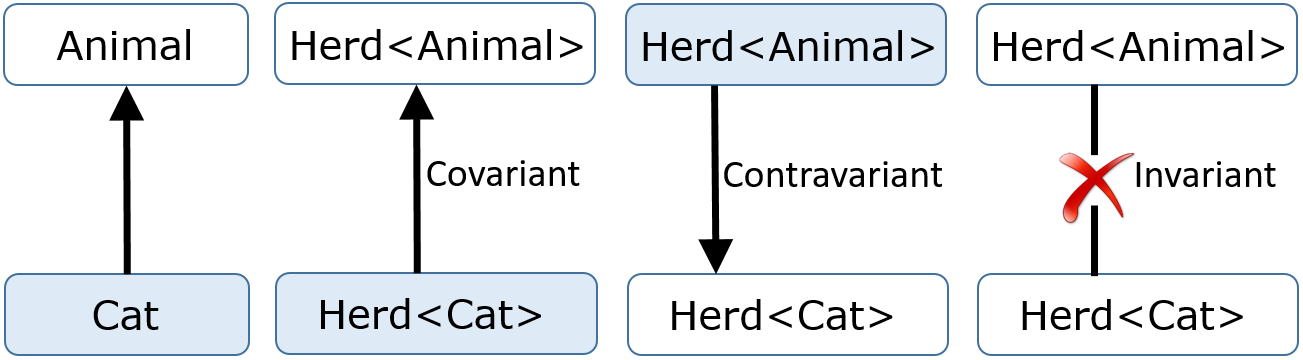 Animal
Herd<Animal>
Herd<Animal>
Herd<Animal>
Covariant
Contravariant
Invariant
Cat
Herd<Cat>
Herd<Cat>
Herd<Cat>